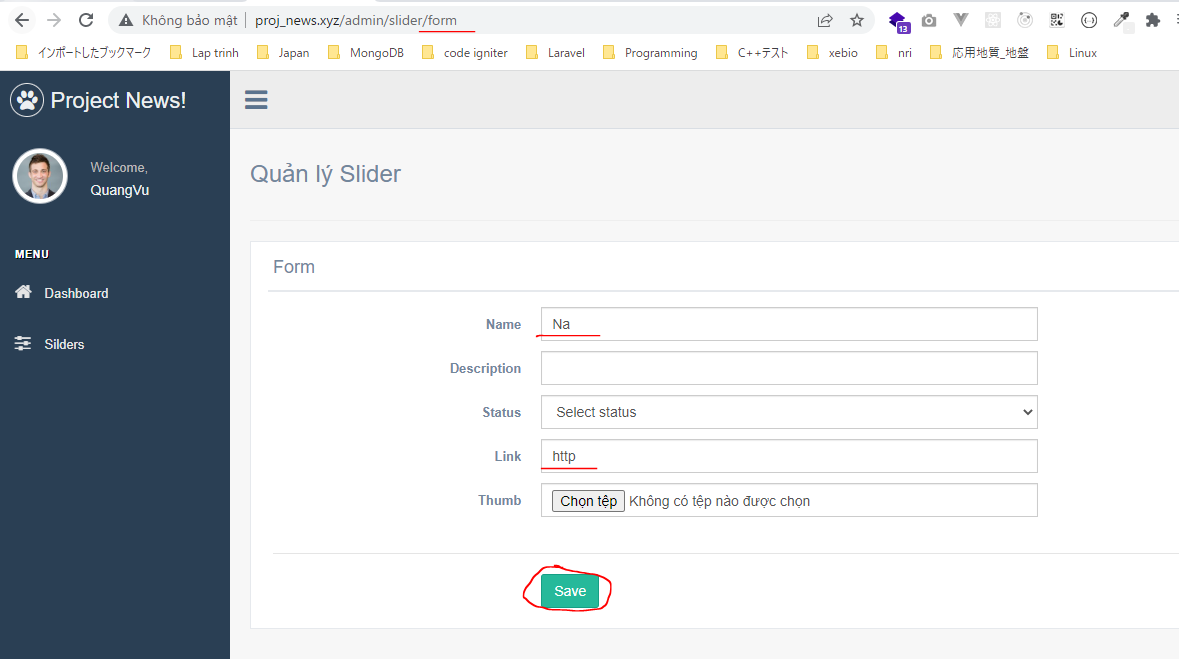 Không bảo mật proj_news.xyz/admin/slider/form 13
インポートしたブックマーク Lap trinh Japan MongoDB code igniter Laravel Programming C++テスト xebio nri 応用地質_地盤 Linux
Project News!
Welcome,
QuangVu
MENU
Dashboard
Silders
Quản lý Slider
Form
Name Na
Description
Status Select status
Link http
Thumb Chọn tệp Không có tệp nào được chọn
Save